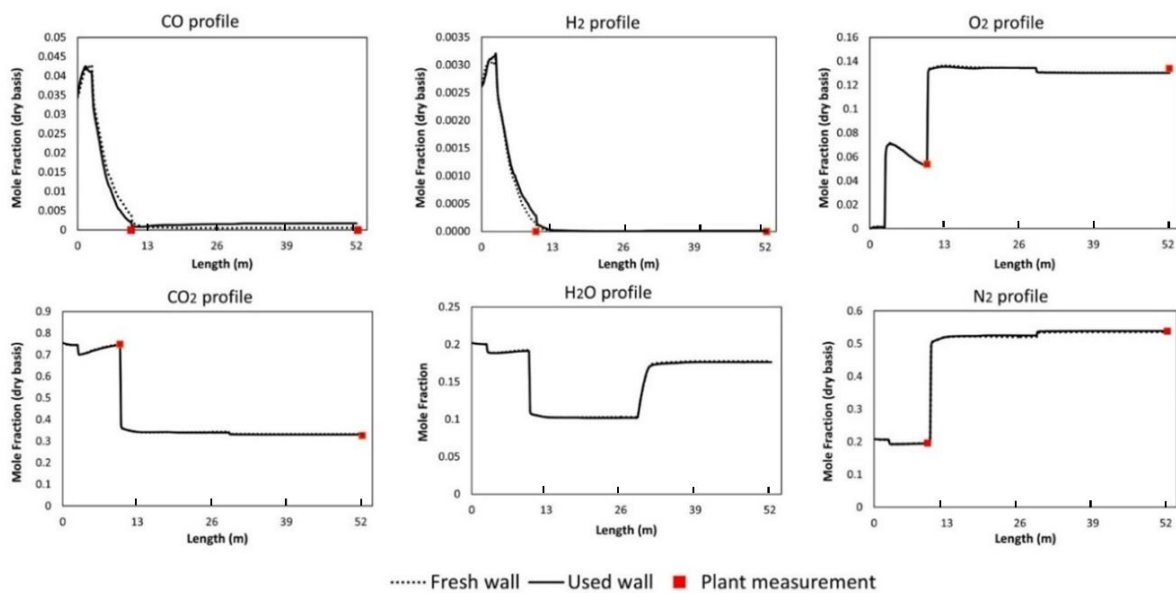 CO profile
Mole Fraction (dry basis)
0.05
0.045
0.04
0.035
0.03
0.025
0.02
0.015
0.01
0.005
0
0 13 26 39 52
Length (m)
H2 profile
Mole Fraction (dry basis)
0.0035
0.0030
0.0025
0.0020
0.0015
0.0010
0.0005
0.0000
0 13 26 39 52
Length (m)
O2 profile
Mole Fraction (dry basis)
0.16
0.14
0.12
0.1
0.08
0.06
0.04
0.02
0
0 13 26 39 52
Length (m)
CO2 profile
Mole Fraction (dry basis)
0.9
0.8
0.7
0.6
0.5
0.4
0.3
0.2
0.1
0
0 13 26 39 52
Length (m)
H2O profile
Mole Fraction
0.25
0.2
0.15
0.1
0.05
0
0 13 26 39 52
Length (m)
N2 profile
Mole Fraction (dry basis)
0.6
0.5
0.4
0.3
0.2
0.1
0
0 13 26 39 52
Length (m)
Fresh wall Used wall Plant measurement